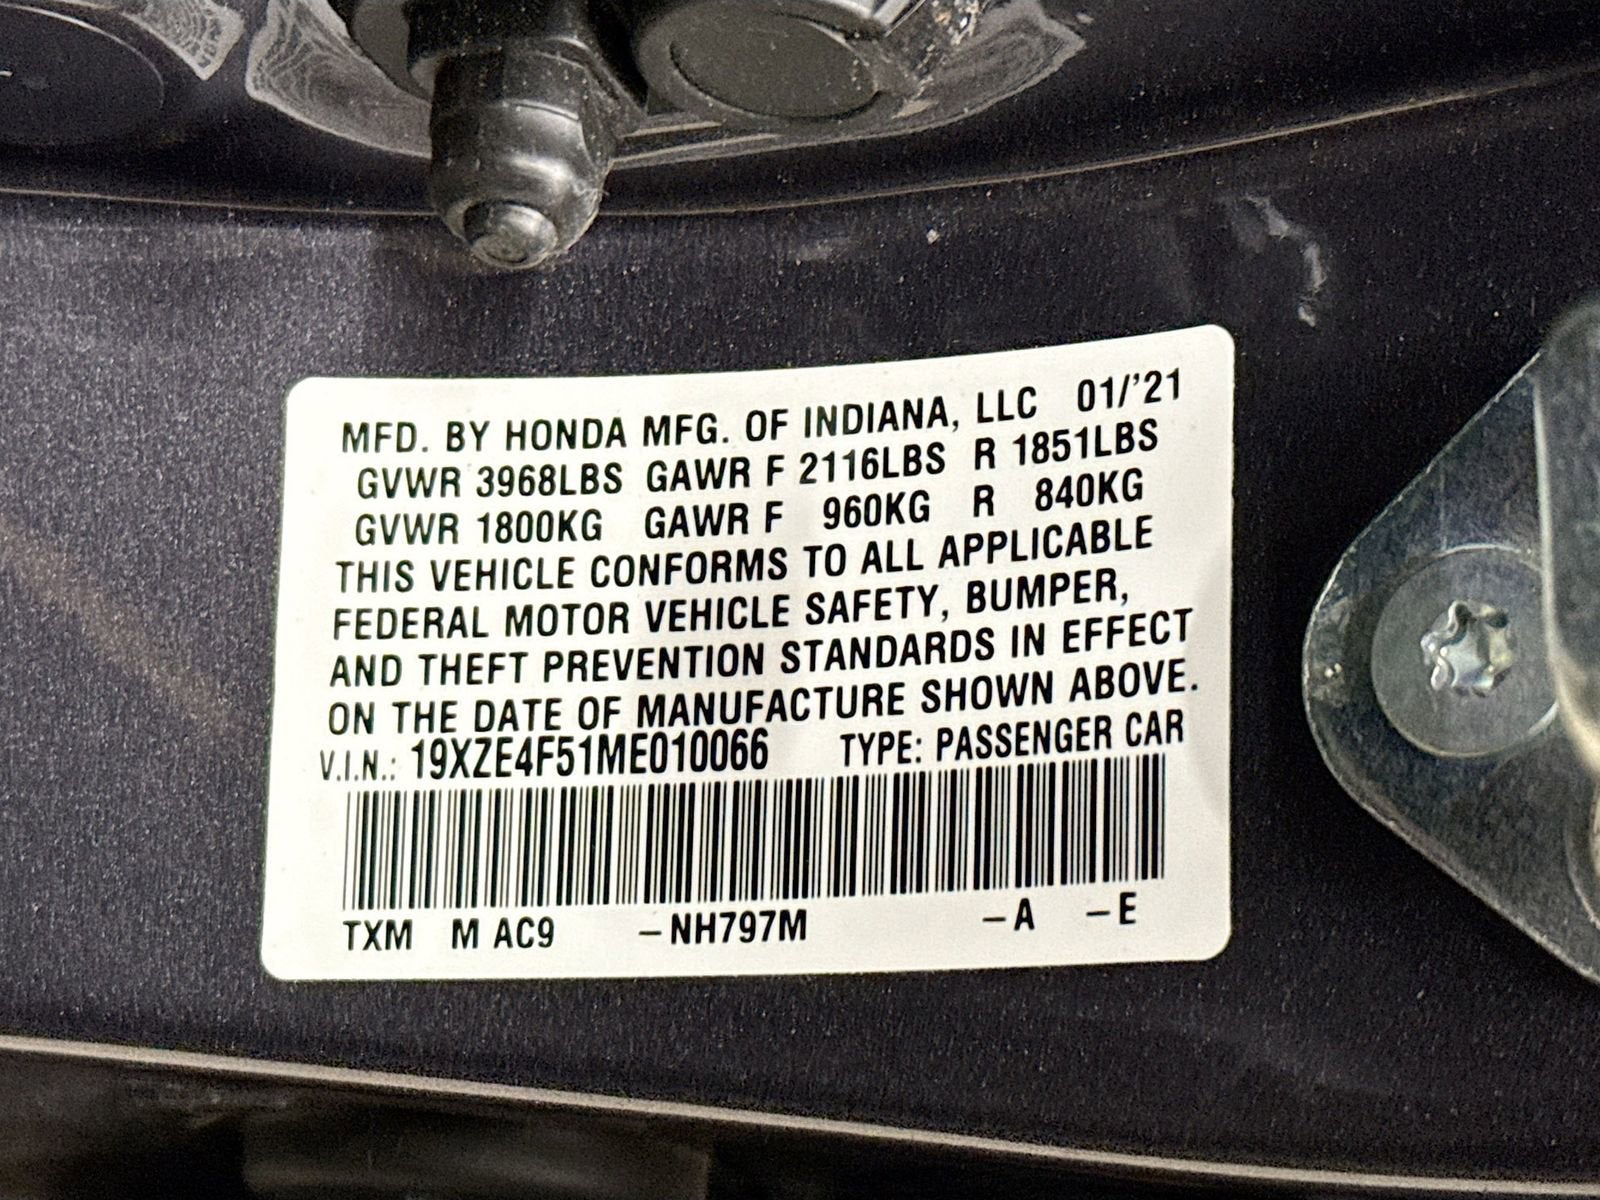 MFD. BY HONDA MFG. OF INDIANA, LLC 01/'21
GVWR 3968LBS GAWR F 2116LBS R 1851LBS
GVWR 1800KG GAWR F 960KG R 840KG
THIS VEHICLE CONFORMS TO ALL APPLICABLE
FEDERAL MOTOR VEHICLE SAFETY, BUMPER,
AND THEFT PREVENTION STANDARDS IN EFFECT
ON THE DATE OF MANUFACTURE SHOWN ABOVE.
V.I.N.: 19XZE4F51ME010066 TYPE: PASSENGER CAR
TXM M AC9 –NH797M –A –E